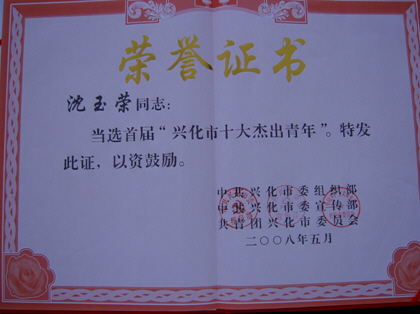 荣誉证书
沈玉荣同志:
当选首届“兴化市十大杰出青年”。特发
此证，以资鼓励。
中共兴化市委组织部
中共兴化市委宣传部
共青团兴化市委员会
二〇〇八年五月